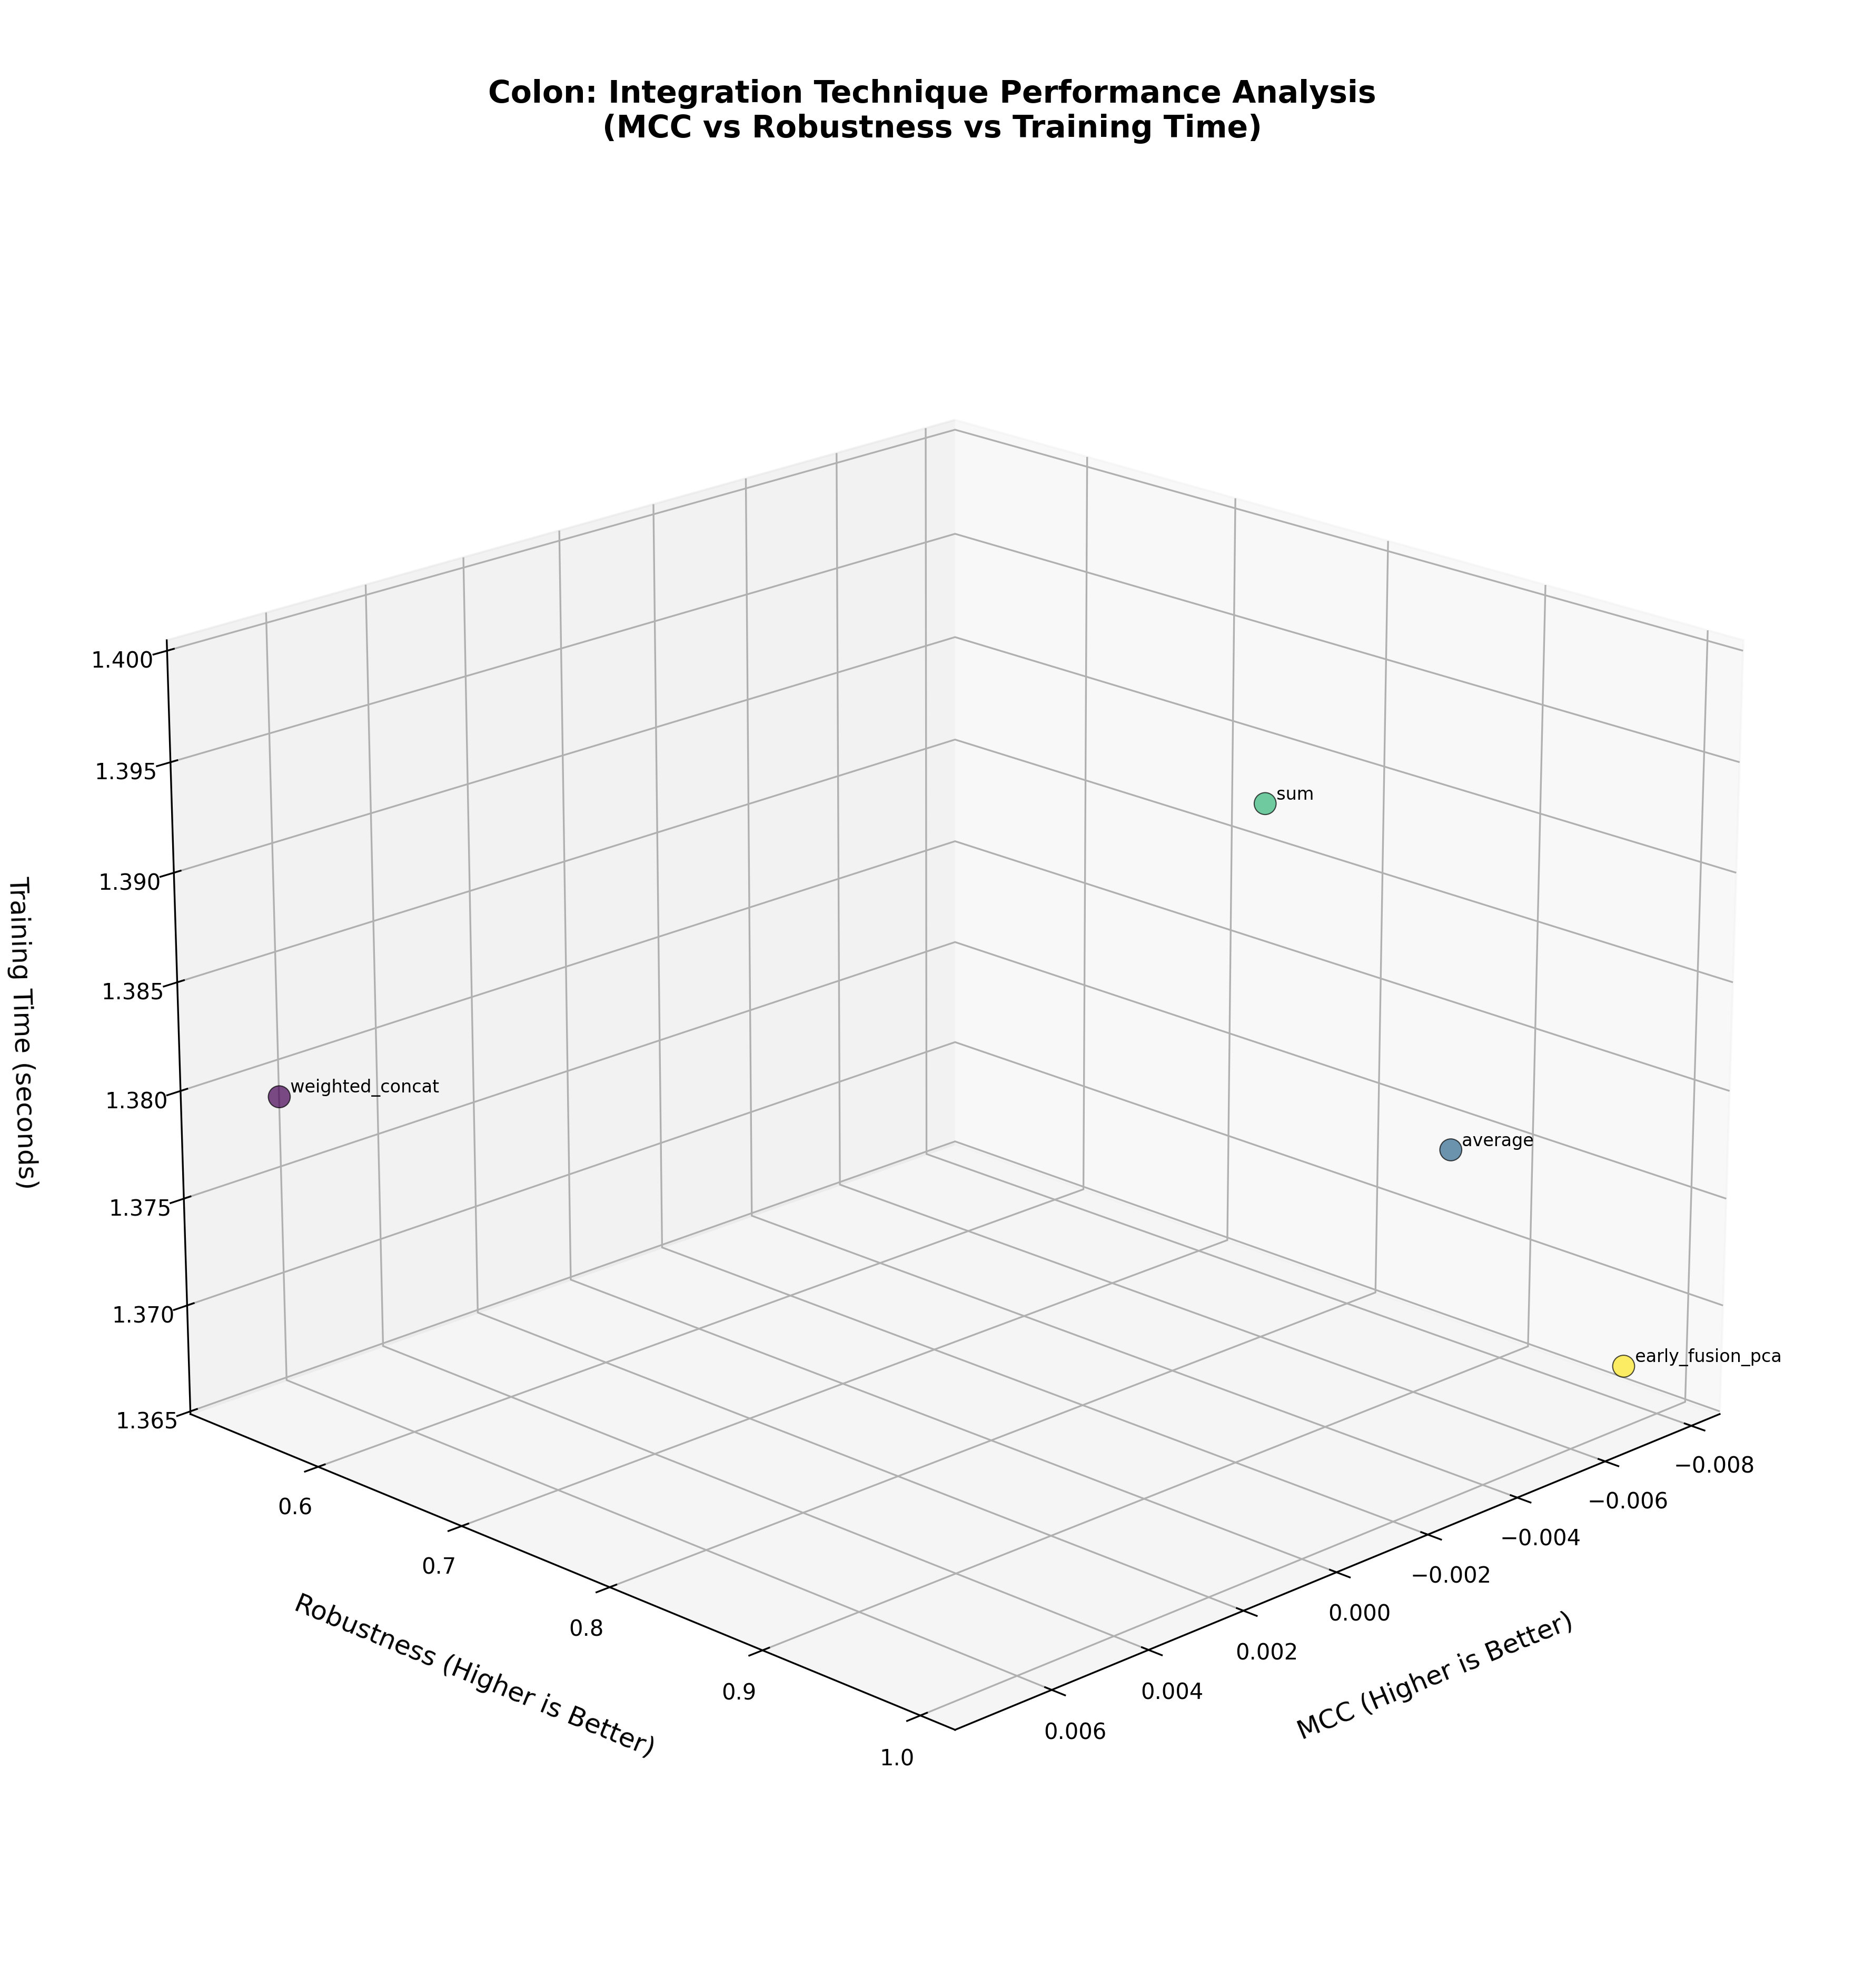 Colon: Integration Technique Performance Analysis
(MCC vs Robustness vs Training Time)
1.400
1.395
1.390
1.385
1.380
1.375
1.370
1.365
Training Time (seconds)
sum
weighted_concat
average
early_fusion_pca
0.6
0.7
0.8
0.9
1.0
Robustness (Higher is Better)
−0.008
−0.006
−0.004
−0.002
0.000
0.002
0.004
0.006
MCC (Higher is Better)